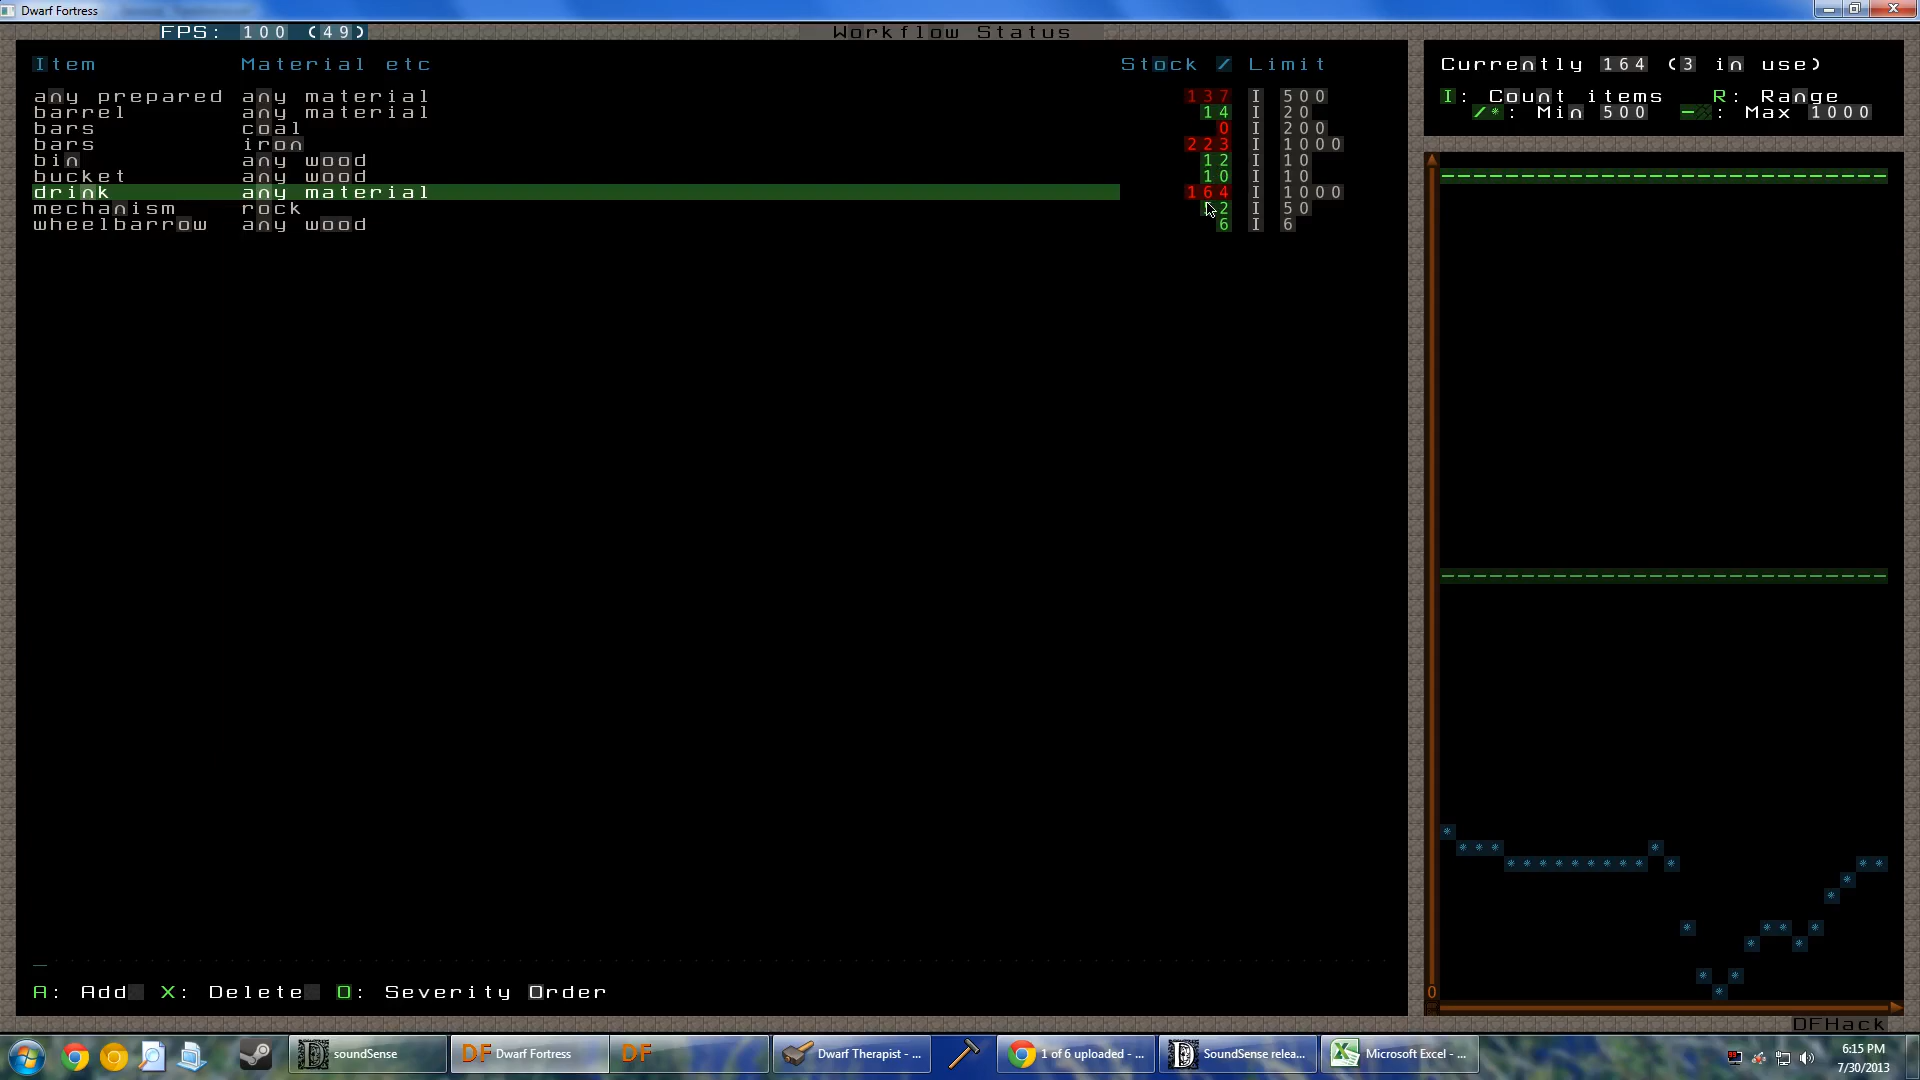 Dwarf Fortress
FPS: 100 (49)
Workflow Status
Item Material etc Stock / Limit
any prepared any material 137 I 500
barrel any material 14 I 20
bars coal 0 I 200
bars iron 223 I 1000
bin any wood 12 I 10
bucket any wood 10 I 10
drink any material 164 I 1000
mechanism rock 2 I 50
wheelbarrow any wood 6 I 6
A: Add X: Delete O: Severity Order
Currently 164 (3 in use)
I: Count items R: Range
/*: Min 500 : Max 1000
0
DFHack
soundSense
DF Dwarf Fortress
DF
Dwarf Therapist - ...
1 of 6 uploaded - ...
SoundSense relea...
Microsoft Excel - ...
6:15 PM
7/30/2013